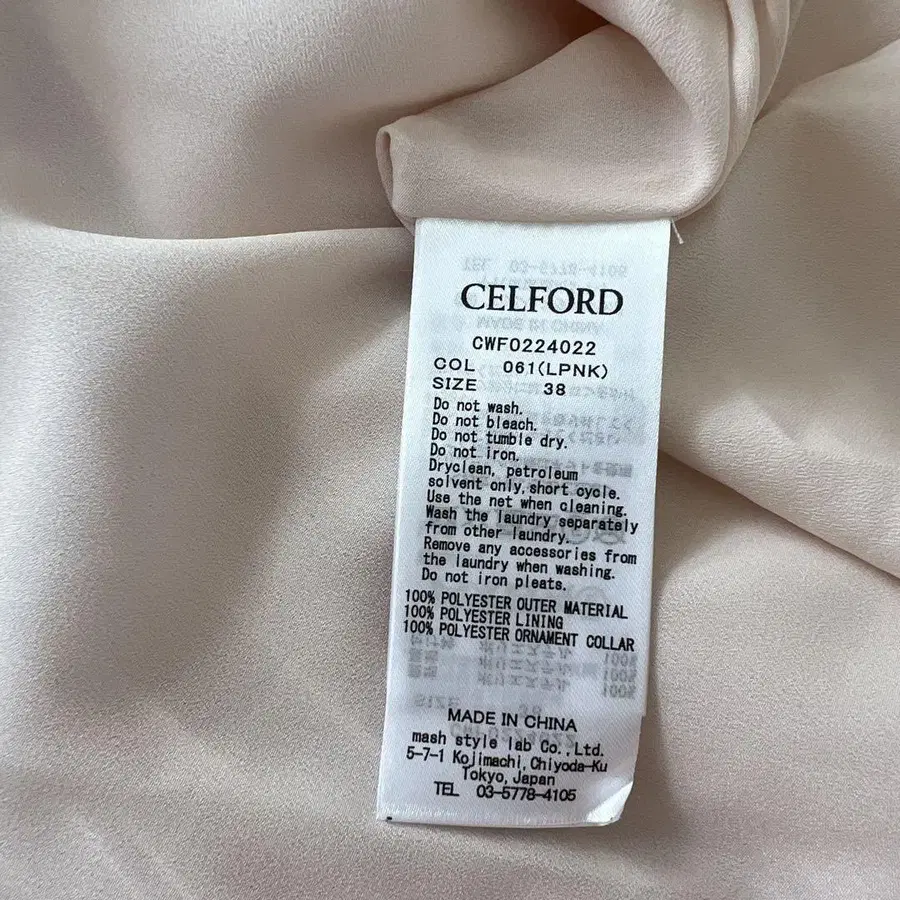 CELFORD
CWF0224022
COL 061(LPNK)
SIZE 38
Do not wash.
Do not bleach.
Do not tumble dry.
Do not iron.
Dryclean, petroleum
solvent only,short cycle.
Use the net when cleaning.
Wash the laundry separately
from other laundry.
Remove any accessories from
the laundry when washing.
Do not iron pleats.
100% POLYESTER OUTER MATERIAL
100% POLYESTER LINING
100% POLYESTER ORNAMENT COLLAR
MADE IN CHINA
mash style lab Co.,Ltd.
5-7-1 Kojimachi,Chiyoda-Ku
Tokyo,Japan
TEL 03-5778-4105